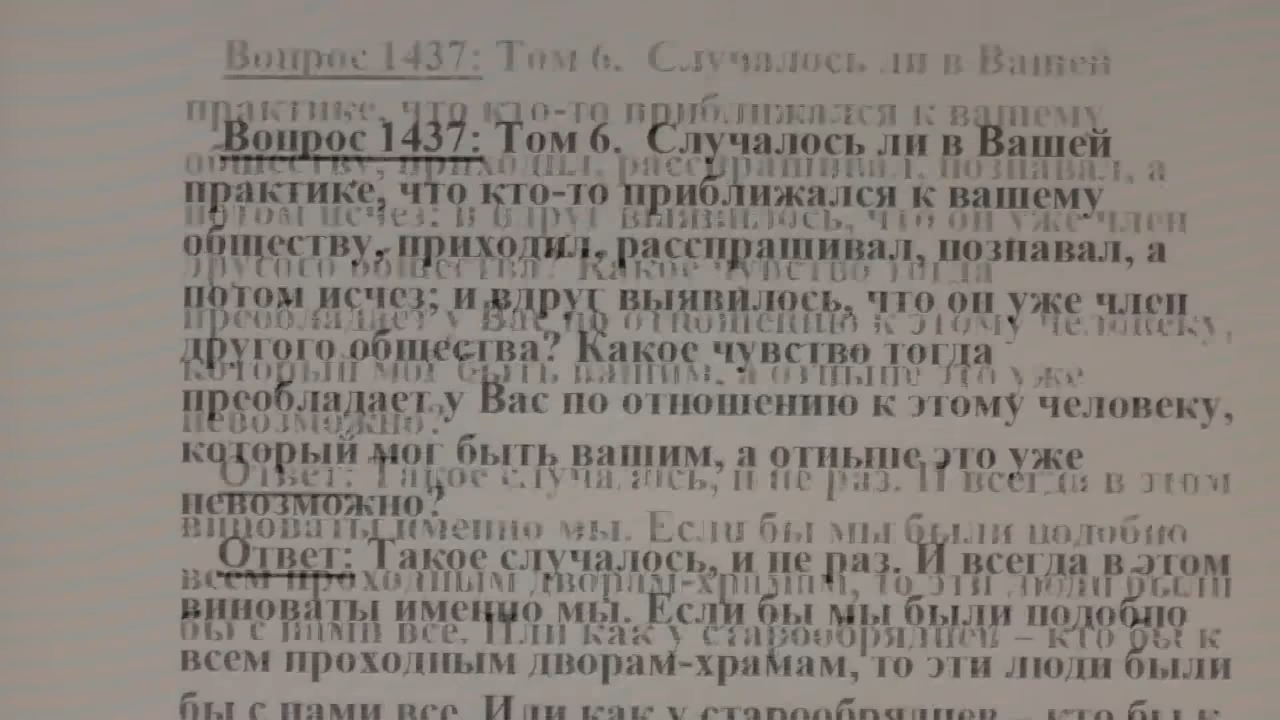 Вопрос 1437: Том 6. Случалось ли в Вашей
практике, что кто-то приближался к вашему
обществу, приходил, расспрашивал, познавал, а
потом исчез; и вдруг выявилось, что он уже член
другого общества? Какое чувство тогда
преобладает у Вас по отношению к этому человеку,
который мог быть вашим, а отныне это уже
невозможно?
Ответ: Такое случалось, и не раз. И всегда в этом
виноваты именно мы. Если бы мы были подобно
всем проходным дворам-храмам, то эти люди были
бы с нами все. Или как у старообрядцев – кто бы к